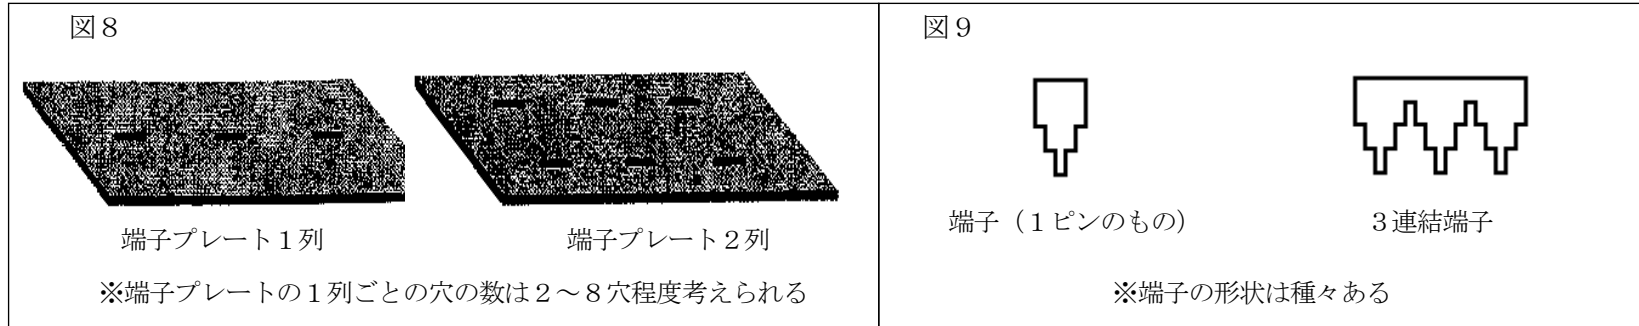 図８
端子プレート１列
端子プレート２列
※端子プレートの１列ごとの穴の数は２～８穴程度考えられる
図９
端子（１ピンのもの）
３連結端子
※端子の形状は種々ある